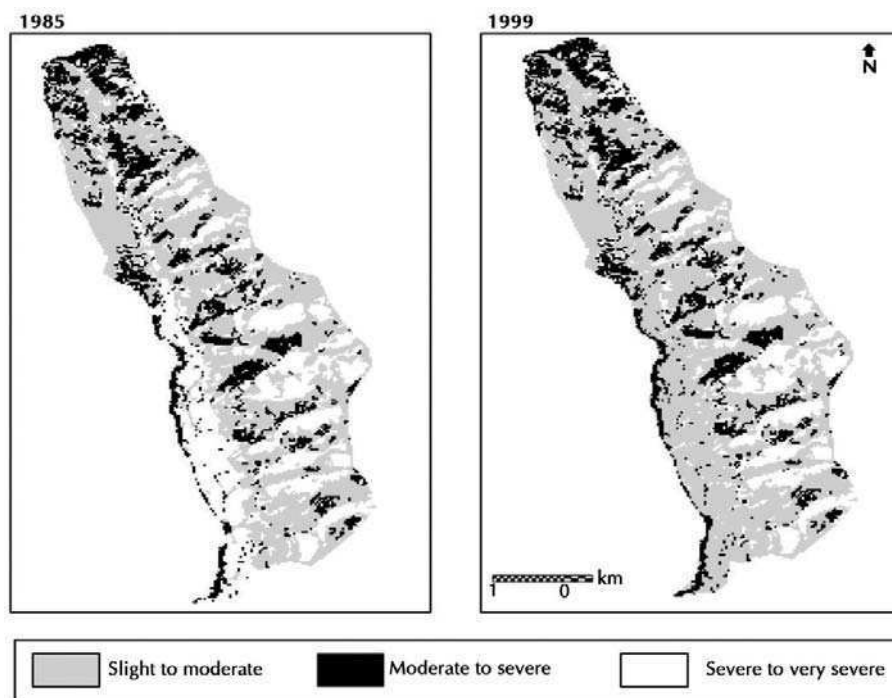 1985
1999
N
km
1 0
Slight to moderate
Moderate to severe
Severe to very severe